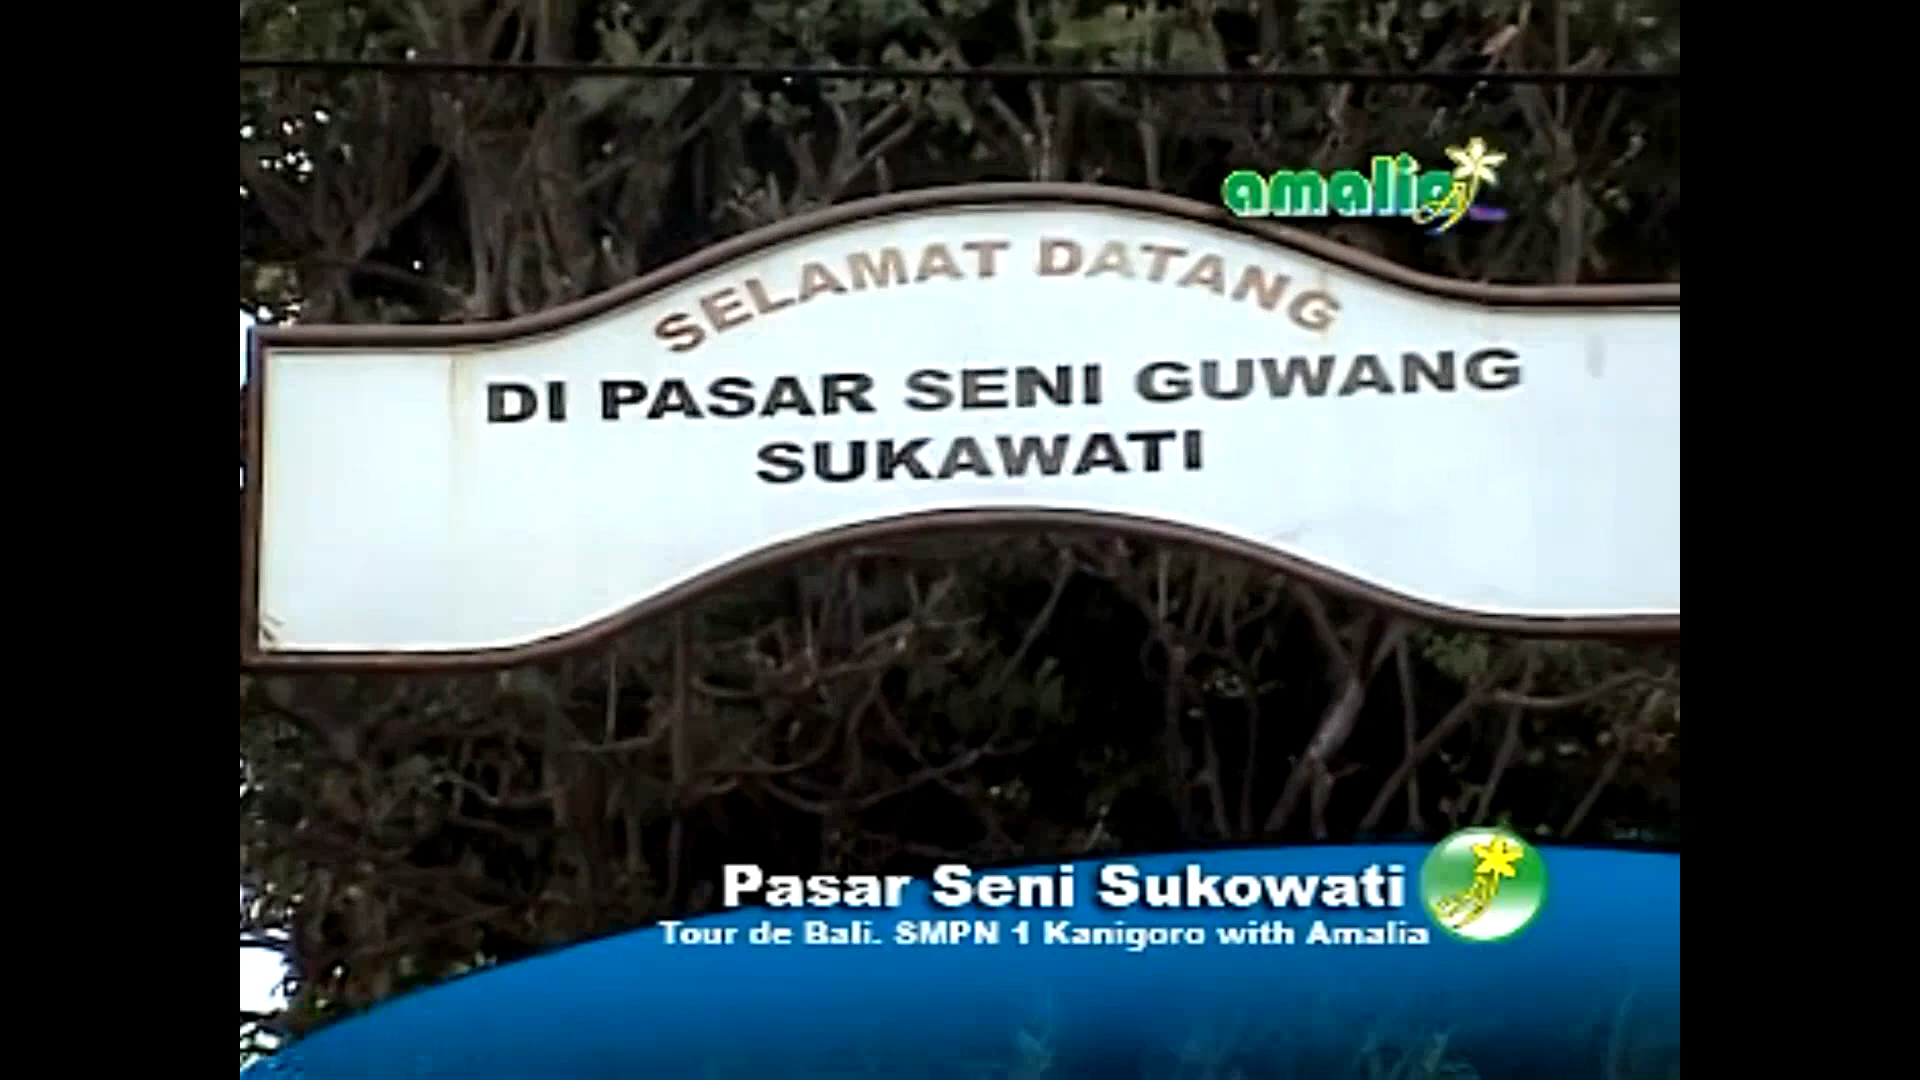 amalia
SELAMAT DATANG
DI PASAR SENI GUWANG
SUKAWATI
Pasar Seni Sukowati
Tour de Bali. SMPN 1 Kanigoro with Amalia